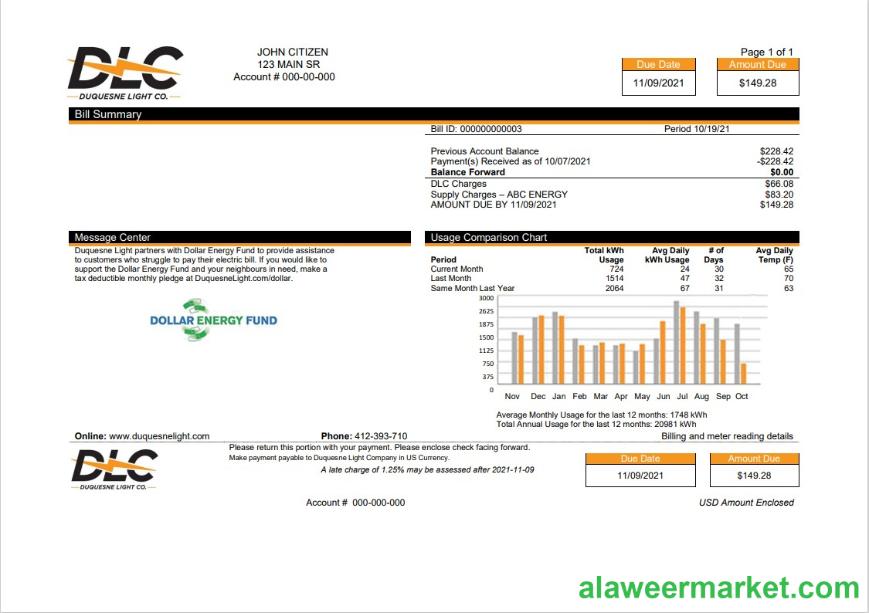 DLC
DUQUESNE LIGHT CO.
JOHN CITIZEN
123 MAIN SR
Account # 000-00-000
Page 1 of 1
Due Date Amount Due
11/09/2021 $149.28
Bill Summary
Bill ID: 000000000003 Period 10/19/21
Previous Account Balance $228.42
Payment(s) Received as of 10/07/2021 -$228.42
Balance Forward $0.00
DLC Charges $66.08
Supply Charges – ABC ENERGY $83.20
AMOUNT DUE BY 11/09/2021 $149.28
Message Center
Duquesne Light partners with Dollar Energy Fund to provide assistance
to customers who struggle to pay their electric bill. If you would like to
support the Dollar Energy Fund and your neighbours in need, make a
tax deductible monthly pledge at DuquesneLight.com/dollar.
DOLLAR ENERGY FUND
Usage Comparison Chart
Total kWh Avg Daily # of Avg Daily
Period Usage kWh Usage Days Temp (F)
Current Month 724 24 30 65
Last Month 1514 47 32 70
Same Month Last Year 2064 67 31 63
3000
2625
1875
1500
1125
750
375
0
Nov Dec Jan Feb Mar Apr May Jun Jul Aug Sep Oct
Average Monthly Usage for the last 12 months: 1748 kWh
Total Annual Usage for the last 12 months: 20981 kWh
Online: www.duquesnelight.com Phone: 412-393-710 Billing and meter reading details
DLC
DUQUESNE LIGHT CO.
Please return this portion with your payment. Please enclose check facing forward.
Make payment payable to Duquesne Light Company in US Currency.
A late charge of 1.25% may be assessed after 2021-11-09
Due Date Amount Due
11/09/2021 $149.28
Account # 000-000-000 USD Amount Enclosed
alaweermarket.com